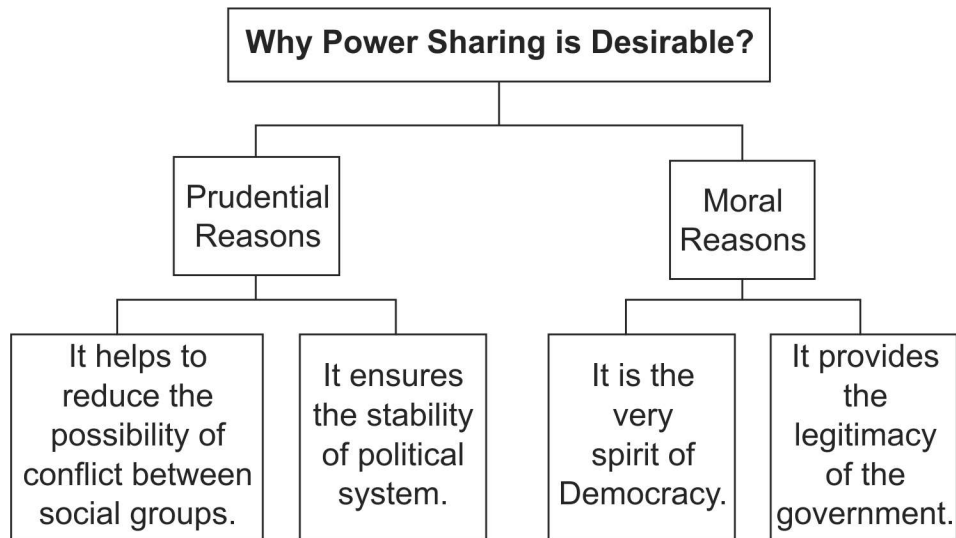 Why Power Sharing is Desirable?
Prudential
Reasons
Moral
Reasons
It helps to
reduce the
possibility of
conflict between
social groups.
It ensures
the stability
of political
system.
It is the
very
spirit of
Democracy.
It provides
the
legitimacy
of the
government.